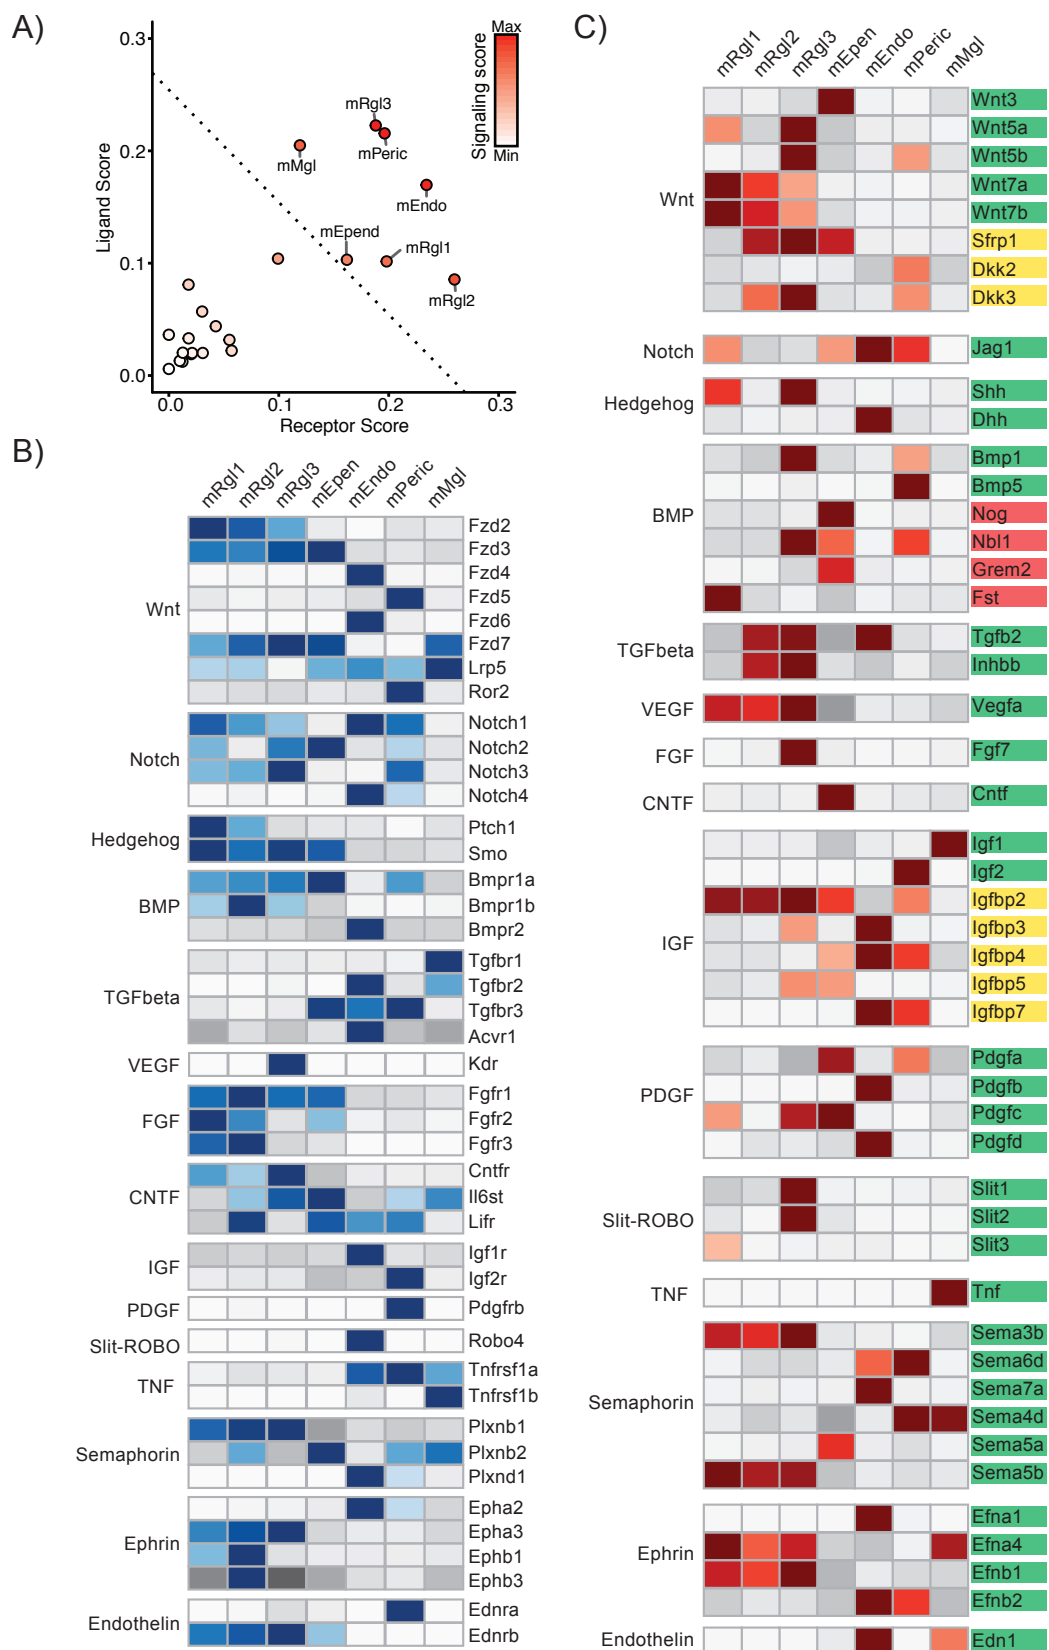 A)
Max
Signaling score
Min
0.3
0.2
0.1
0.0
Ligand Score
mRgl3
mPeric
mMgl
mEndo
mEpend
mRgl1
mRgl2
0.0 0.1 0.2 0.3
Receptor Score
B)
mRgl1 mRgl2 mRgl3 mEpen mEndo mPeric mMgl
Wnt
Fzd2
Fzd3
Fzd4
Fzd5
Fzd6
Fzd7
Lrp5
Ror2
Notch
Notch1
Notch2
Notch3
Notch4
Hedgehog
Ptch1
Smo
BMP
Bmpr1a
Bmpr1b
Bmpr2
TGFbeta
Tgfbr1
Tgfbr2
Tgfbr3
Acvr1
VEGF
Kdr
FGF
Fgfr1
Fgfr2
Fgfr3
CNTF
Cntfr
Il6st
Lifr
IGF
Igf1r
Igf2r
PDGF
Pdgfrb
Slit-ROBO
Robo4
TNF
Tnfrsf1a
Tnfrsf1b
Semaphorin
Plxnb1
Plxnb2
Plxnd1
Ephrin
Epha2
Epha3
Ephb1
Ephb3
Endothelin
Ednra
Ednrb
C)
mRgl1 mRgl2 mRgl3 mEpen mEndo mPeric mMgl
Wnt
Wnt3
Wnt5a
Wnt5b
Wnt7a
Wnt7b
Sfrp1
Dkk2
Dkk3
Notch
Jag1
Hedgehog
Shh
Dhh
BMP
Bmp1
Bmp5
Nog
Nbl1
Grem2
Fst
TGFbeta
Tgfb2
Inhbb
VEGF
Vegfa
FGF
Fgf7
CNTF
Cntf
IGF
Igf1
Igf2
Igfbp2
Igfbp3
Igfbp4
Igfbp5
Igfbp7
PDGF
Pdgfa
Pdgfb
Pdgfc
Pdgfd
Slit-ROBO
Slit1
Slit2
Slit3
TNF
Tnf
Semaphorin
Sema3b
Sema6d
Sema7a
Sema4d
Sema5a
Sema5b
Ephrin
Efna1
Efna4
Efnb1
Efnb2
Endothelin
Edn1